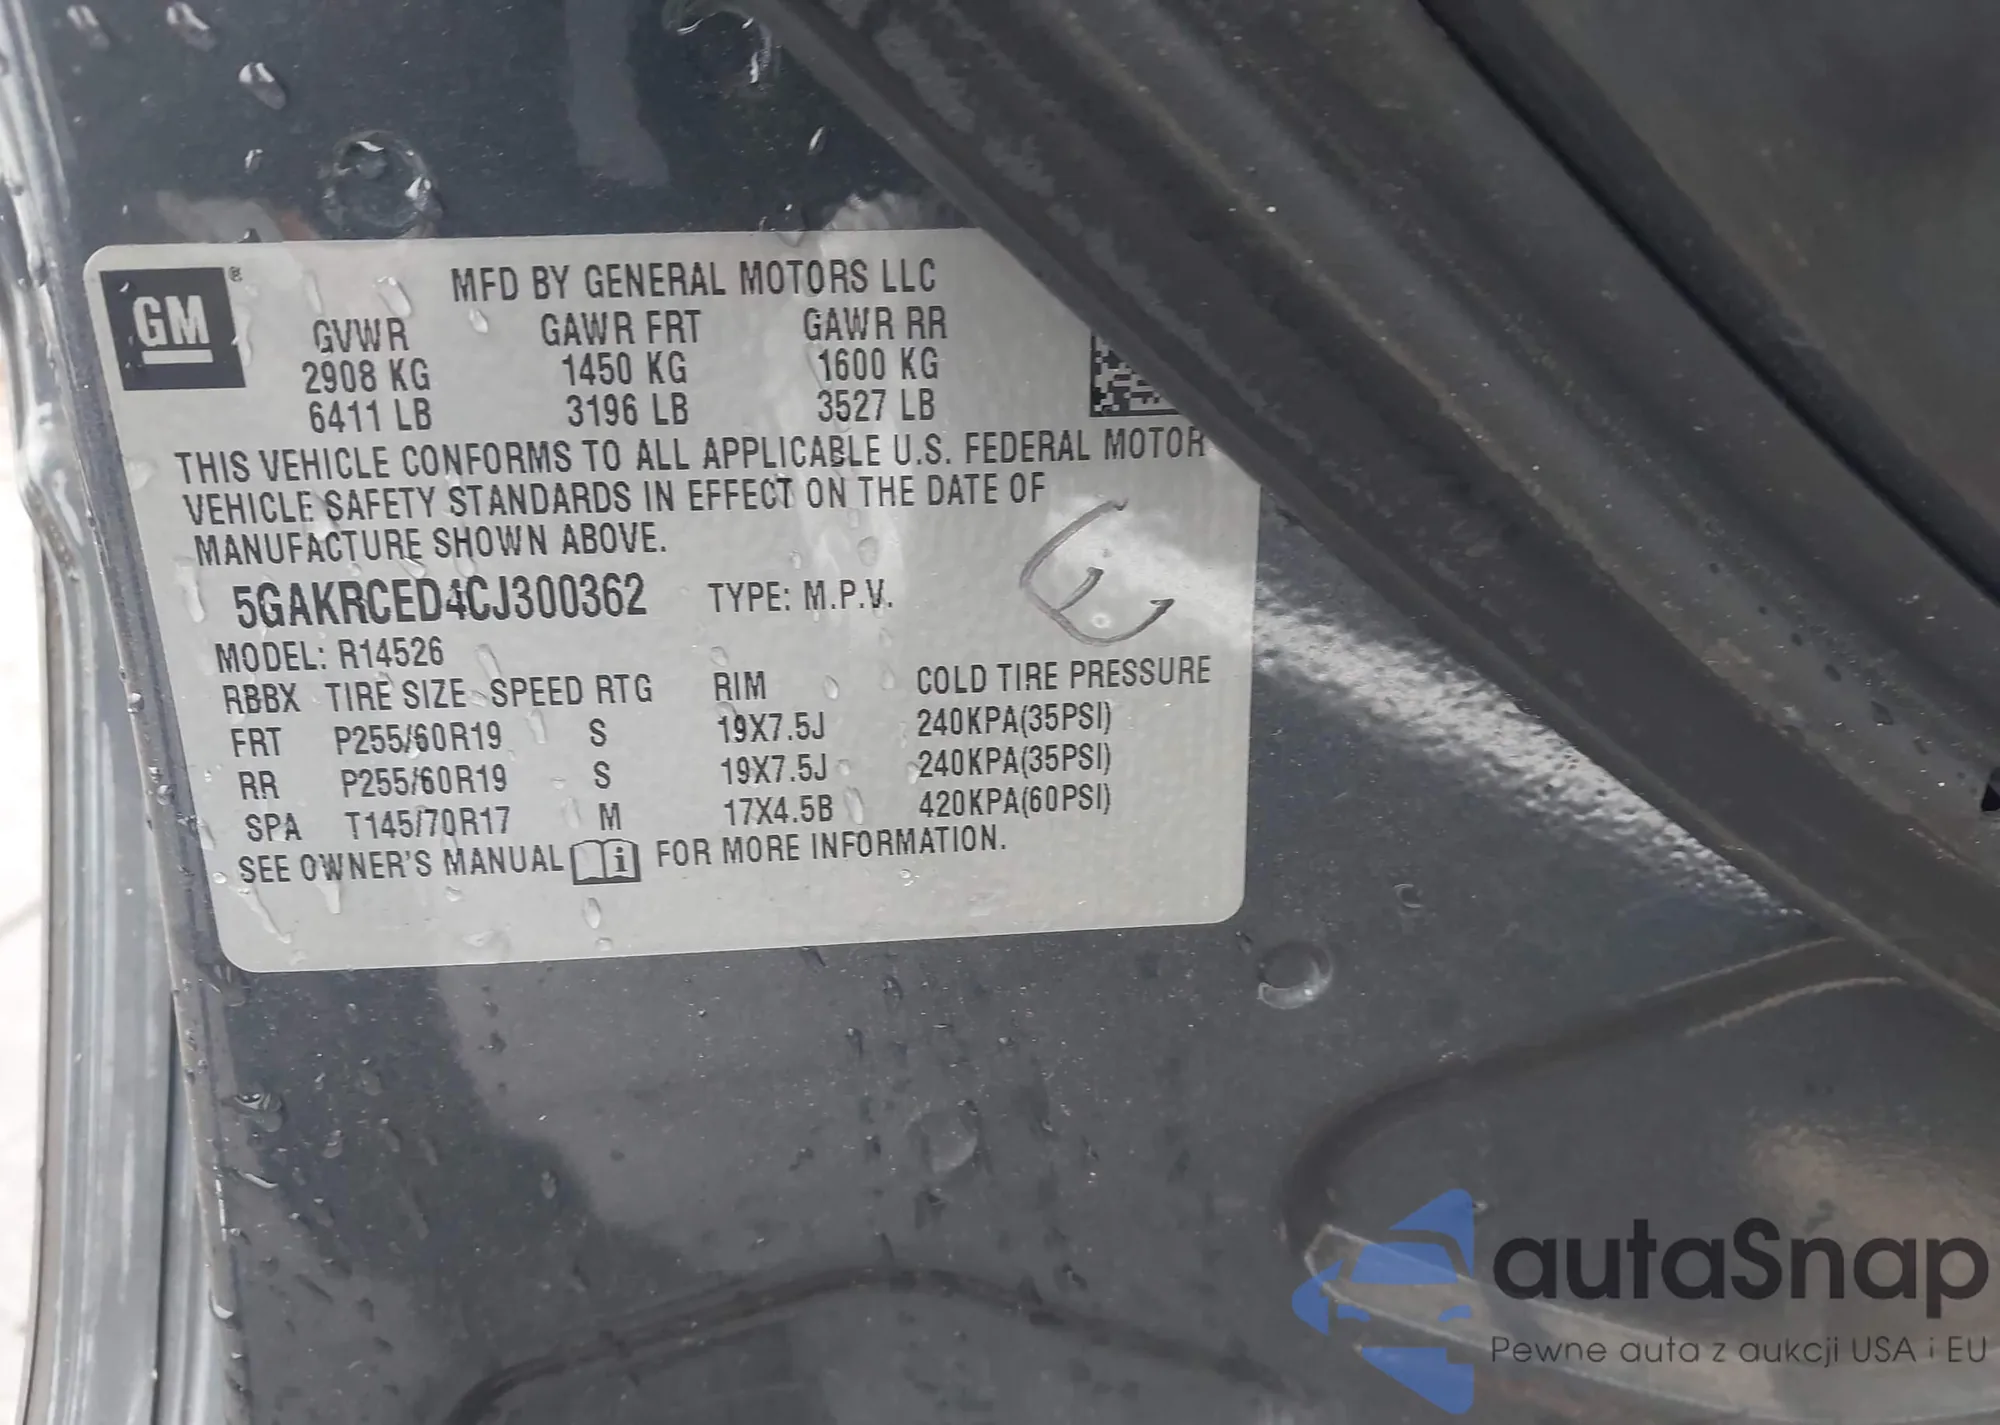 GM ®
MFD BY GENERAL MOTORS LLC
GVWR GAWR FRT GAWR RR
2908 KG 1450 KG 1600 KG
6411 LB 3196 LB 3527 LB
THIS VEHICLE CONFORMS TO ALL APPLICABLE U.S. FEDERAL MOTOR
VEHICLE SAFETY STANDARDS IN EFFECT ON THE DATE OF
MANUFACTURE SHOWN ABOVE.
5GAKRCED4CJ300362 TYPE: M.P.V.
E
MODEL: R14526
RBBX TIRE SIZE SPEED RTG RIM COLD TIRE PRESSURE
FRT P255/60R19 S 19X7.5J 240KPA(35PSI)
RR P255/60R19 S 19X7.5J 240KPA(35PSI)
SPA T145/70R17 M 17X4.5B 420KPA(60PSI)
SEE OWNER'S MANUAL i FOR MORE INFORMATION.
autaSnap
Pewne auta z aukcji USA i EU